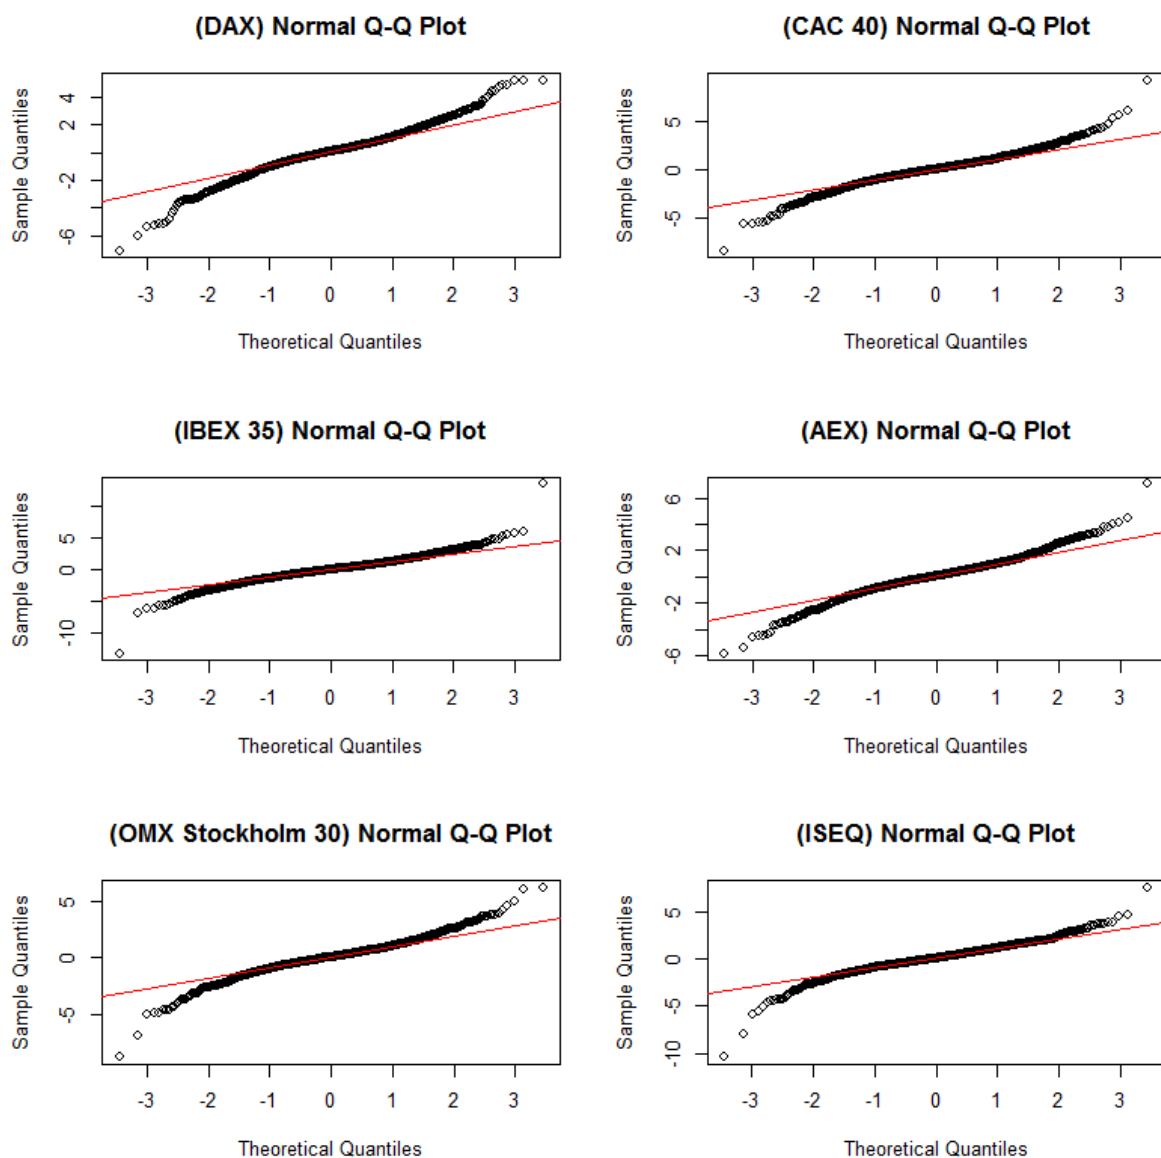 (DAX) Normal Q-Q Plot
Sample Quantiles
4
2
-2
-6
-3 -2 -1 0 1 2 3
Theoretical Quantiles
(CAC 40) Normal Q-Q Plot
Sample Quantiles
5
0
-5
-3 -2 -1 0 1 2 3
Theoretical Quantiles
(IBEX 35) Normal Q-Q Plot
Sample Quantiles
5
0
-10
-3 -2 -1 0 1 2 3
Theoretical Quantiles
(AEX) Normal Q-Q Plot
Sample Quantiles
6
2
-2
-6
-3 -2 -1 0 1 2 3
Theoretical Quantiles
(OMX Stockholm 30) Normal Q-Q Plot
Sample Quantiles
5
0
-5
-3 -2 -1 0 1 2 3
Theoretical Quantiles
(ISEQ) Normal Q-Q Plot
Sample Quantiles
5
0
-5
-10
-3 -2 -1 0 1 2 3
Theoretical Quantiles